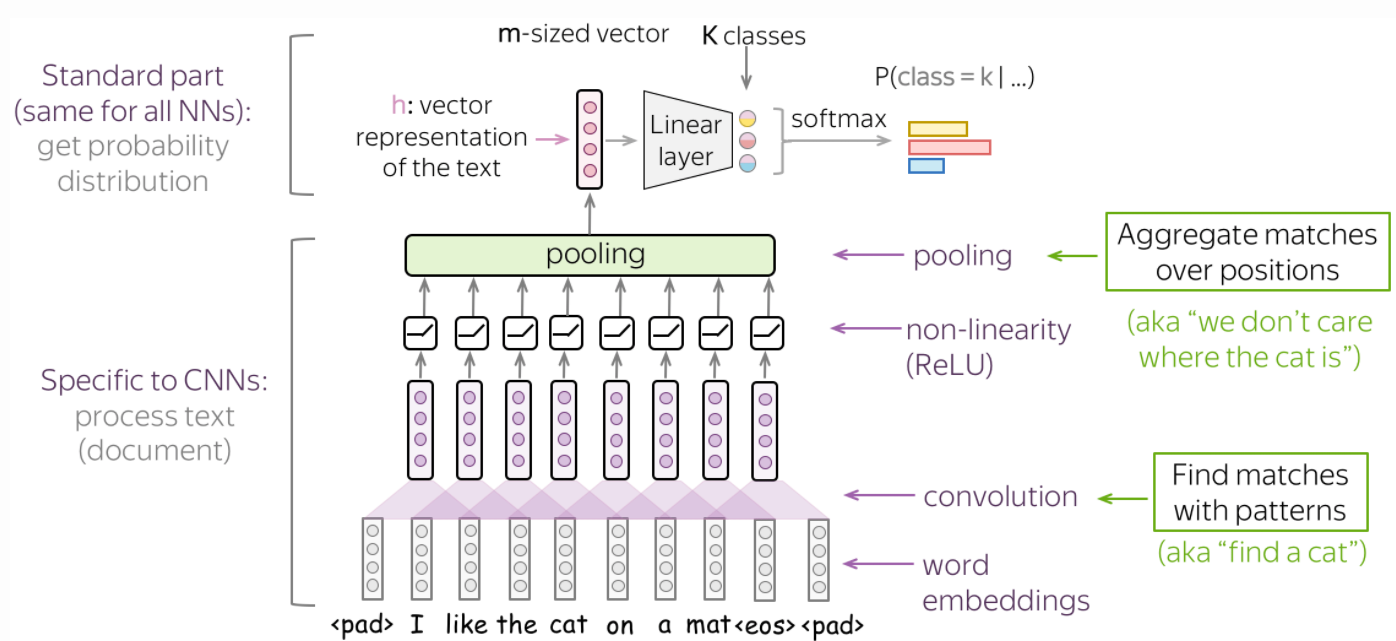 m-sized vector
K classes
Standard part
(same for all NNs):
get probability
distribution
h: vector
representation
of the text
Linear
layer
softmax
P(class = k | ...)
pooling
pooling
Aggregate matches
over positions
(aka “we don’t care
where the cat is”)
non-linearity
(ReLU)
Specific to CNNs:
process text
(document)
convolution
Find matches
with patterns
(aka “find a cat”)
word
embeddings
<pad> I like the cat on a mat <eos> <pad>